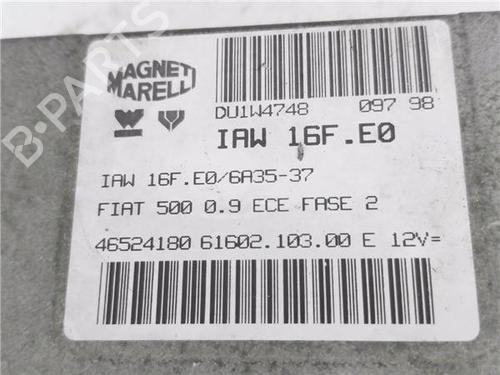 MAGNETI
MARELLI
DU1W4748 097 98
IAW 16F.E0
IAW 16F.E0/6A35-37
FIAT 500 0.9 ECE FASE 2
46524180 61602.103.00 E 12V=
B-PARTS